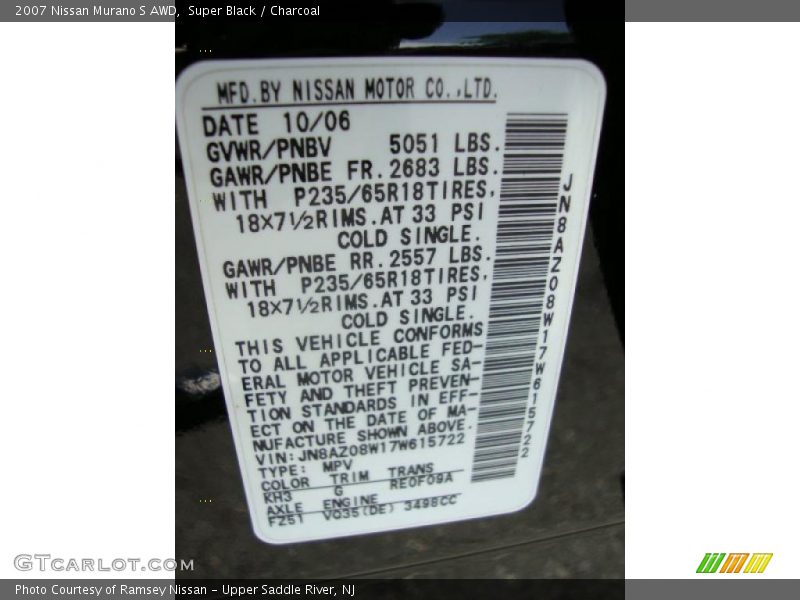 2007 Nissan Murano S AWD, Super Black / Charcoal
MFD.BY NISSAN MOTOR CO.,LTD.
DATE 10/06
GVWR/PNBV 5051 LBS.
GAWR/PNBE FR.2683 LBS.
WITH P235/65R18TIRES,
18×7½RIMS.AT 33 PSI
COLD SINGLE.
GAWR/PNBE RR.2557 LBS.
WITH P235/65R18TIRES,
18×7½RIMS.AT 33 PSI
COLD SINGLE.
THIS VEHICLE CONFORMS
TO ALL APPLICABLE FED-
ERAL MOTOR VEHICLE SA-
FETY AND THEFT PREVEN-
TION STANDARDS IN EFF-
ECT ON THE DATE OF MA-
NUFACTURE SHOWN ABOVE.
VIN:JN8AZ08W17W615722
TYPE: MPV
COLOR TRIM TRANS
KH3 G RE0F09A
AXLE ENGINE
FZ51 VQ35(DE) 3498CC
JN8AZ08W17W615722
GTcarlot.com
Photo Courtesy of Ramsey Nissan - Upper Saddle River, NJ